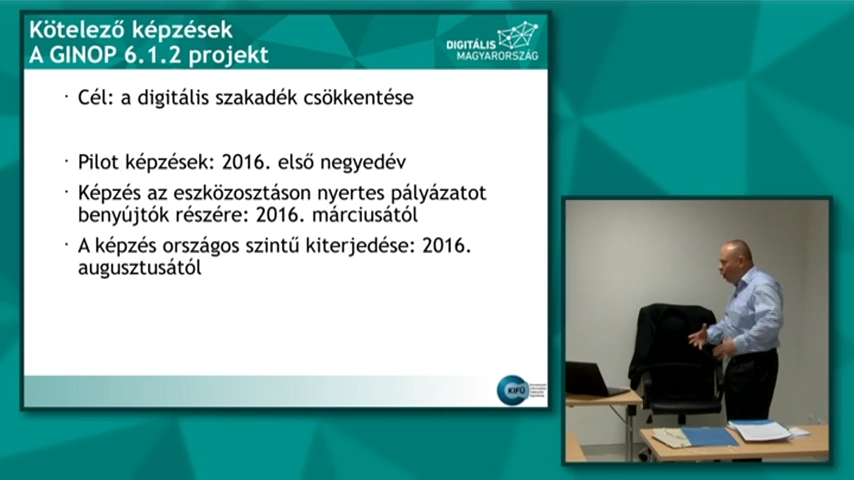 Kötelező képzések
A GINOP 6.1.2 projekt
DIGITÁLIS
MAGYARORSZÁG
· Cél: a digitális szakadék csökkentése
· Pilot képzések: 2016. első negyedév
· Képzés az eszközosztáson nyertes pályázatot
benyújtók részére: 2016. márciusától
· A képzés országos szintű kiterjedése: 2016.
augusztusától
KIFÜ